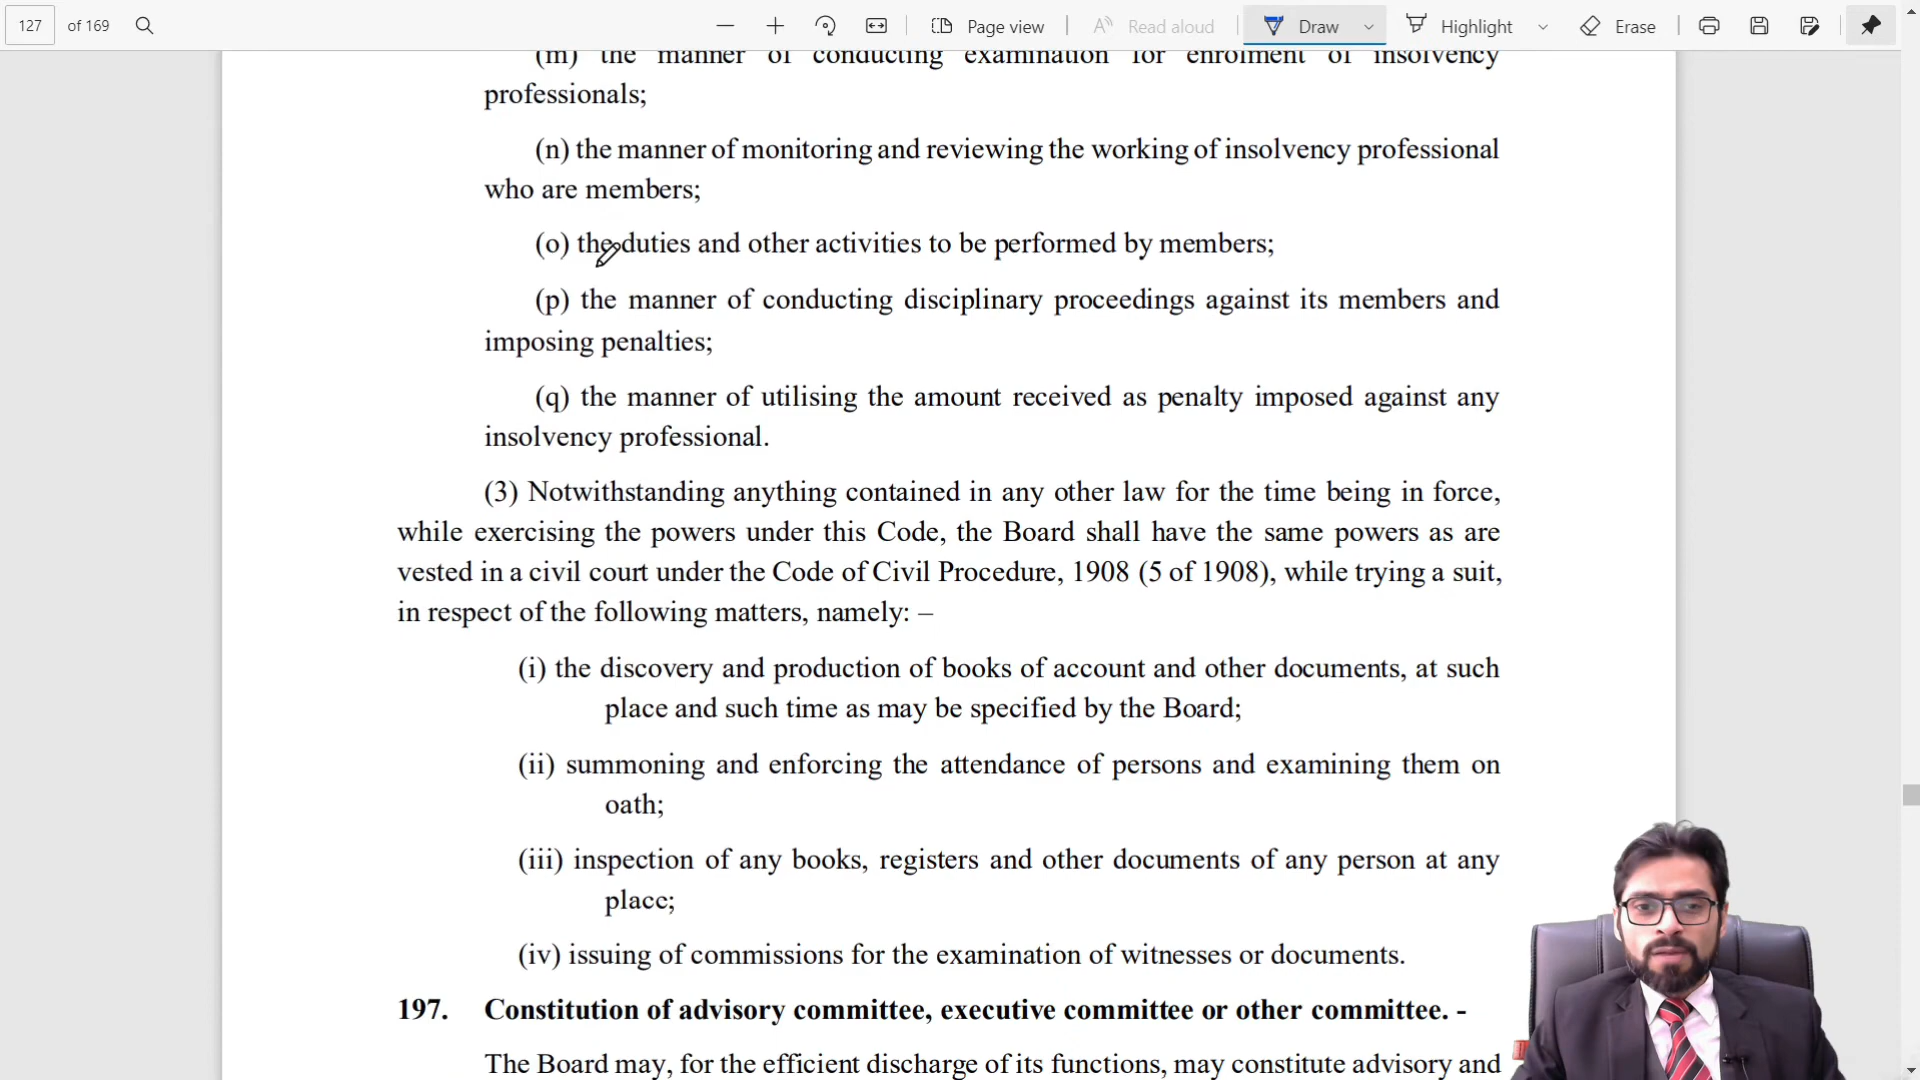 127 of 169 Page view Read aloud Draw Highlight Erase
(m) the manner of conducting examination for enrolment of insolvency
professionals;
(n) the manner of monitoring and reviewing the working of insolvency professional
who are members;
(o) the duties and other activities to be performed by members;
(p) the manner of conducting disciplinary proceedings against its members and
imposing penalties;
(q) the manner of utilising the amount received as penalty imposed against any
insolvency professional.
(3) Notwithstanding anything contained in any other law for the time being in force,
while exercising the powers under this Code, the Board shall have the same powers as are
vested in a civil court under the Code of Civil Procedure, 1908 (5 of 1908), while trying a suit,
in respect of the following matters, namely: –
(i) the discovery and production of books of account and other documents, at such
place and such time as may be specified by the Board;
(ii) summoning and enforcing the attendance of persons and examining them on
oath;
(iii) inspection of any books, registers and other documents of any person at any
place;
(iv) issuing of commissions for the examination of witnesses or documents.
197. Constitution of advisory committee, executive committee or other committee. -
The Board may, for the efficient discharge of its functions, may constitute advisory and